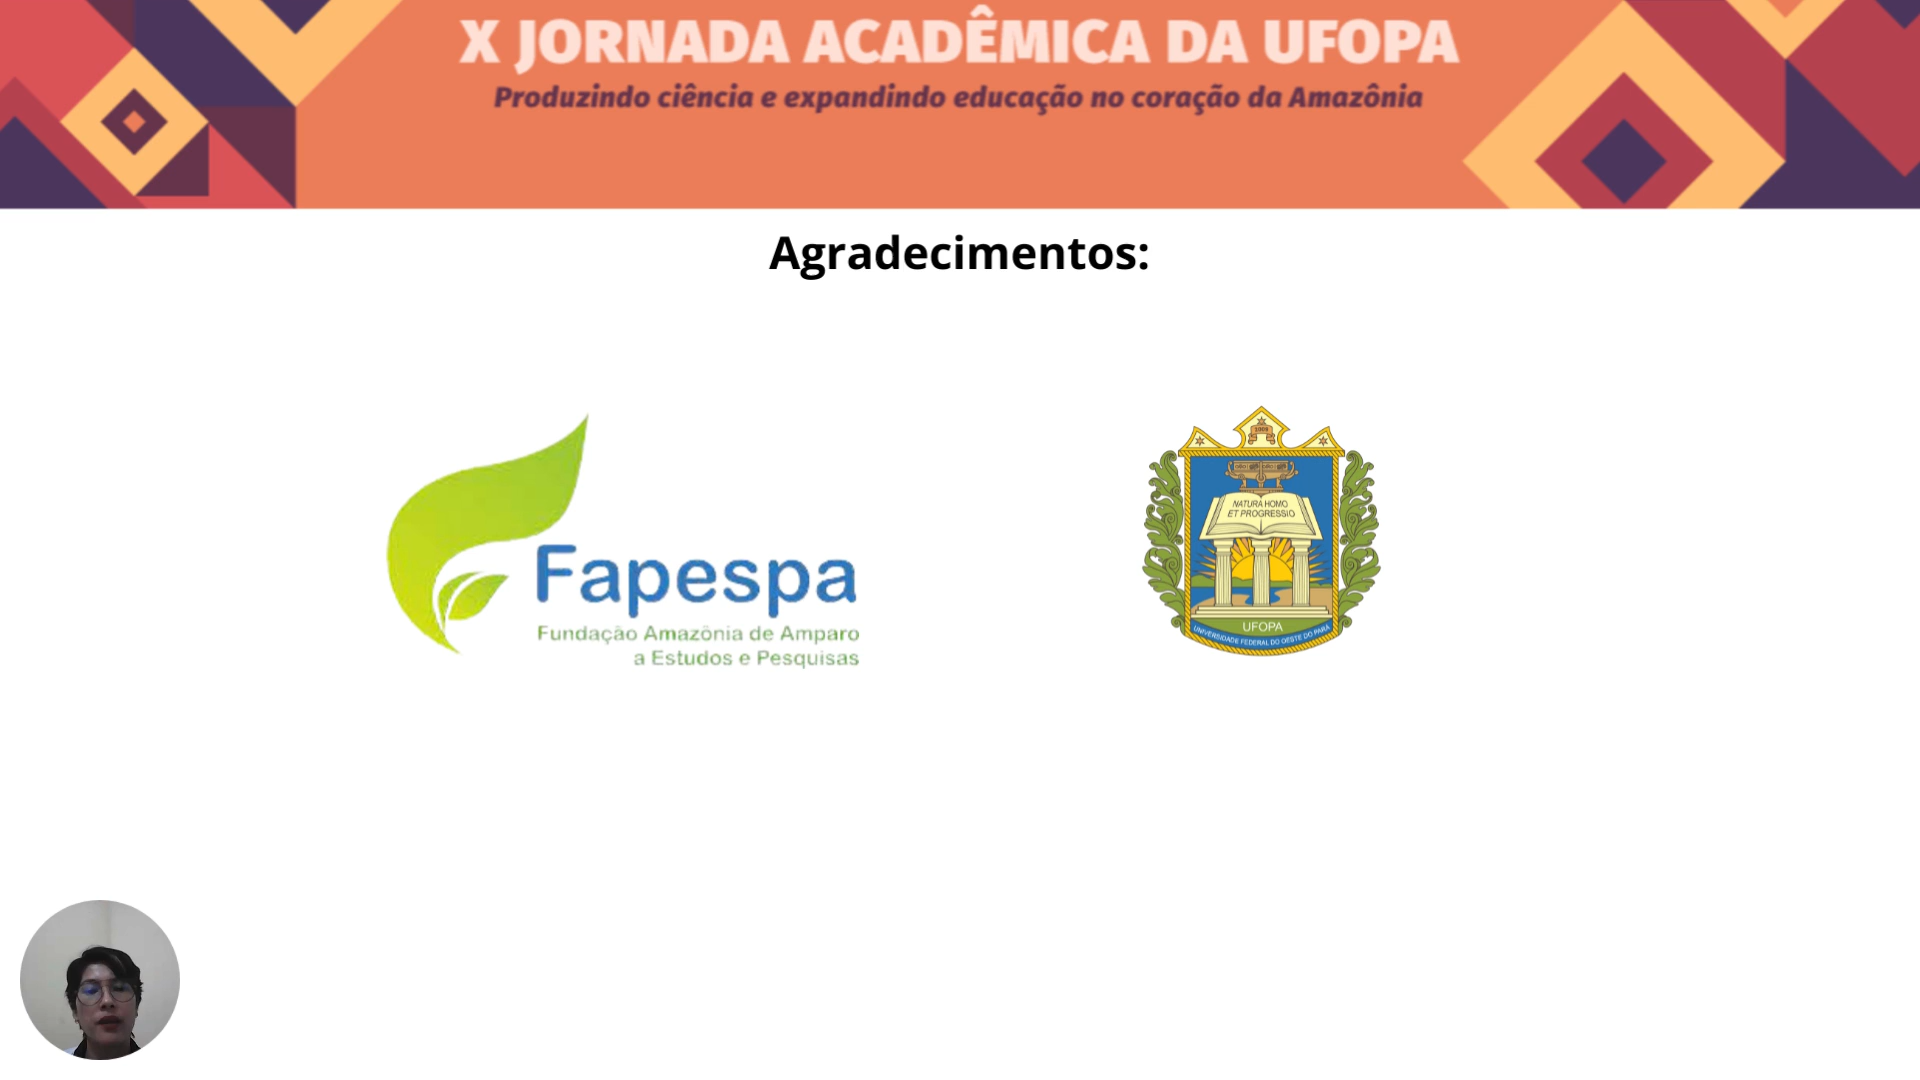 X JORNADA ACADÊMICA DA UFOPA
Produzindo ciência e expandindo educação no coração da Amazônia
Agradecimentos:
Fapespa
Fundação Amazônia de Amparo
a Estudos e Pesquisas
NATURA HOMO
ET PROGRESSIO
UFOPA
UNIVERSIDADE FEDERAL DO OESTE DO PARÁ